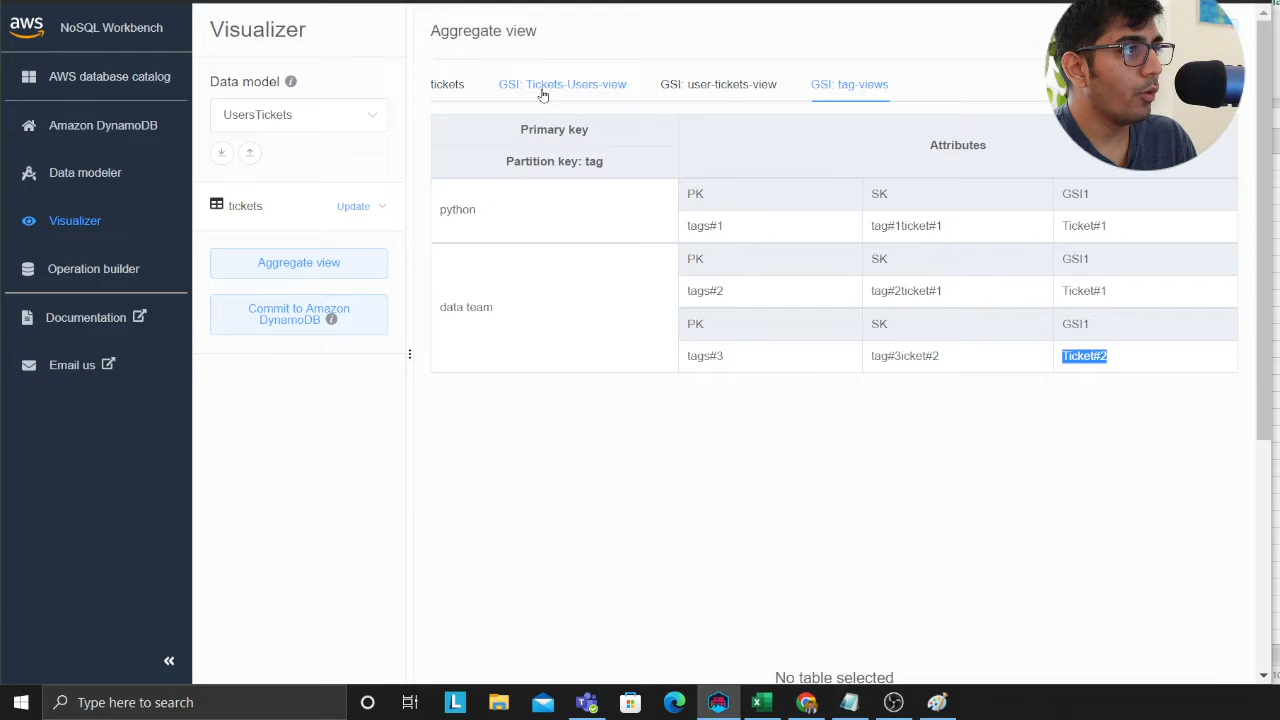 aws
NoSQL Workbench
AWS database catalog
Amazon DynamoDB
Data modeler
Visualizer
Operation builder
Documentation
Email us
«
Visualizer
Data model
UsersTickets
tickets
Update
Aggregate view
Commit to Amazon
DynamoDB
Aggregate view
tickets GSI: Tickets-Users-view GSI: user-tickets-view GSI: tag-views
Primary key
Attributes
Partition key: tag
python
PK SK GSI1
tags#1 tag#1ticket#1 Ticket#1
data team
PK SK GSI1
tags#2 tag#2ticket#1 Ticket#1
PK SK GSI1
tags#3 tag#3icket#2 Ticket#2
No table selected
Type here to search